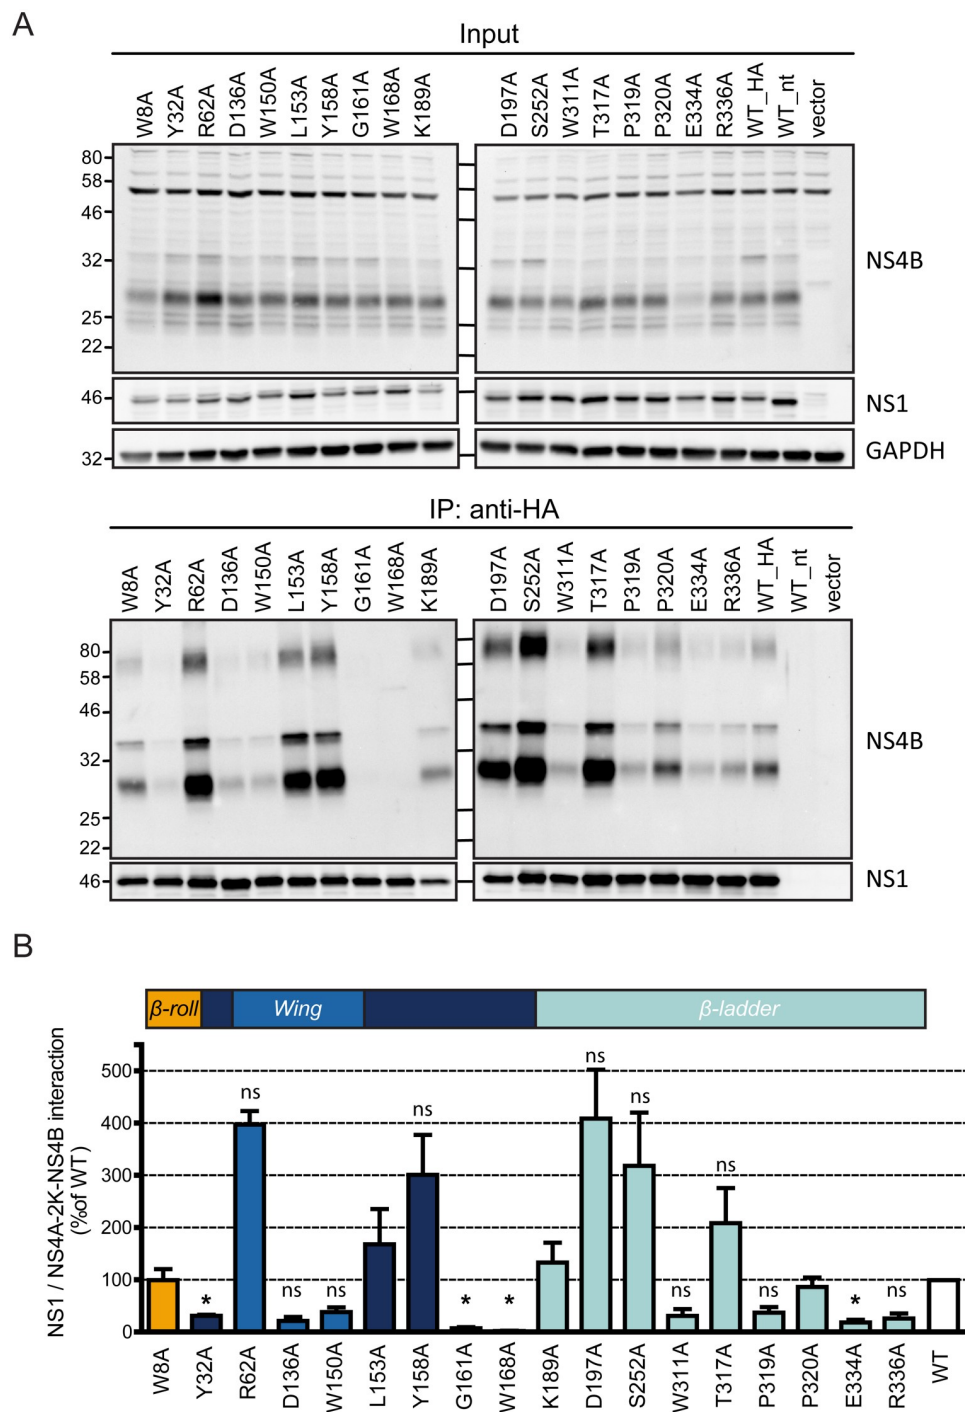 A
Input
W8A Y32A R62A D136A W150A L153A Y158A G161A W168A K189A D197A S252A W311A T317A P319A P320A E334A R336A WT_HA WT_nt vector
80
58
46
32
25
22
NS4B
46
NS1
32
GAPDH
IP: anti-HA
W8A Y32A R62A D136A W150A L153A Y158A G161A W168A K189A D197A S252A W311A T317A P319A P320A E334A R336A WT_HA WT_nt vector
80
58
46
32
25
22
NS4B
46
NS1
B
β-roll Wing β-ladder
NS1 / NS4A-2K-NS4B interaction
(%of WT)
500
400
300
200
100
0
* ns ns ns ns * * ns ns ns ns ns * ns
W8A Y32A R62A D136A W150A L153A Y158A G161A W168A K189A D197A S252A W311A T317A P319A P320A E334A R336A WT